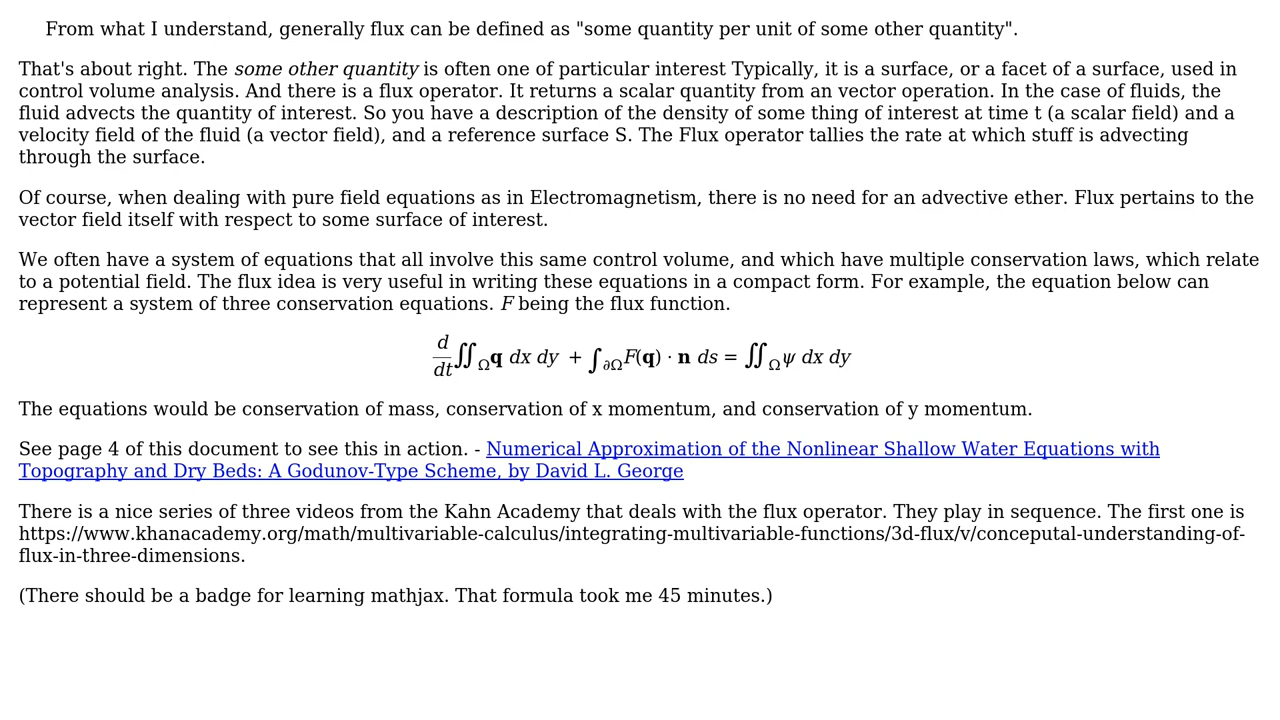 From what I understand, generally flux can be defined as "some quantity per unit of some other quantity".
That's about right. The some other quantity is often one of particular interest Typically, it is a surface, or a facet of a surface, used in
control volume analysis. And there is a flux operator. It returns a scalar quantity from an vector operation. In the case of fluids, the
fluid advects the quantity of interest. So you have a description of the density of some thing of interest at time t (a scalar field) and a
velocity field of the fluid (a vector field), and a reference surface S. The Flux operator tallies the rate at which stuff is advecting
through the surface.
Of course, when dealing with pure field equations as in Electromagnetism, there is no need for an advective ether. Flux pertains to the
vector field itself with respect to some surface of interest.
We often have a system of equations that all involve this same control volume, and which have multiple conservation laws, which relate
to a potential field. The flux idea is very useful in writing these equations in a compact form. For example, the equation below can
represent a system of three conservation equations. F being the flux function.
d/dt ∬_Ω q dx dy + ∫_∂Ω F(q) · n ds = ∬_Ω ψ dx dy
The equations would be conservation of mass, conservation of x momentum, and conservation of y momentum.
See page 4 of this document to see this in action. - Numerical Approximation of the Nonlinear Shallow Water Equations with
Topography and Dry Beds: A Godunov-Type Scheme, by David L. George
There is a nice series of three videos from the Kahn Academy that deals with the flux operator. They play in sequence. The first one is
https://www.khanacademy.org/math/multivariable-calculus/integrating-multivariable-functions/3d-flux/v/conceputal-understanding-of-
flux-in-three-dimensions.
(There should be a badge for learning mathjax. That formula took me 45 minutes.)